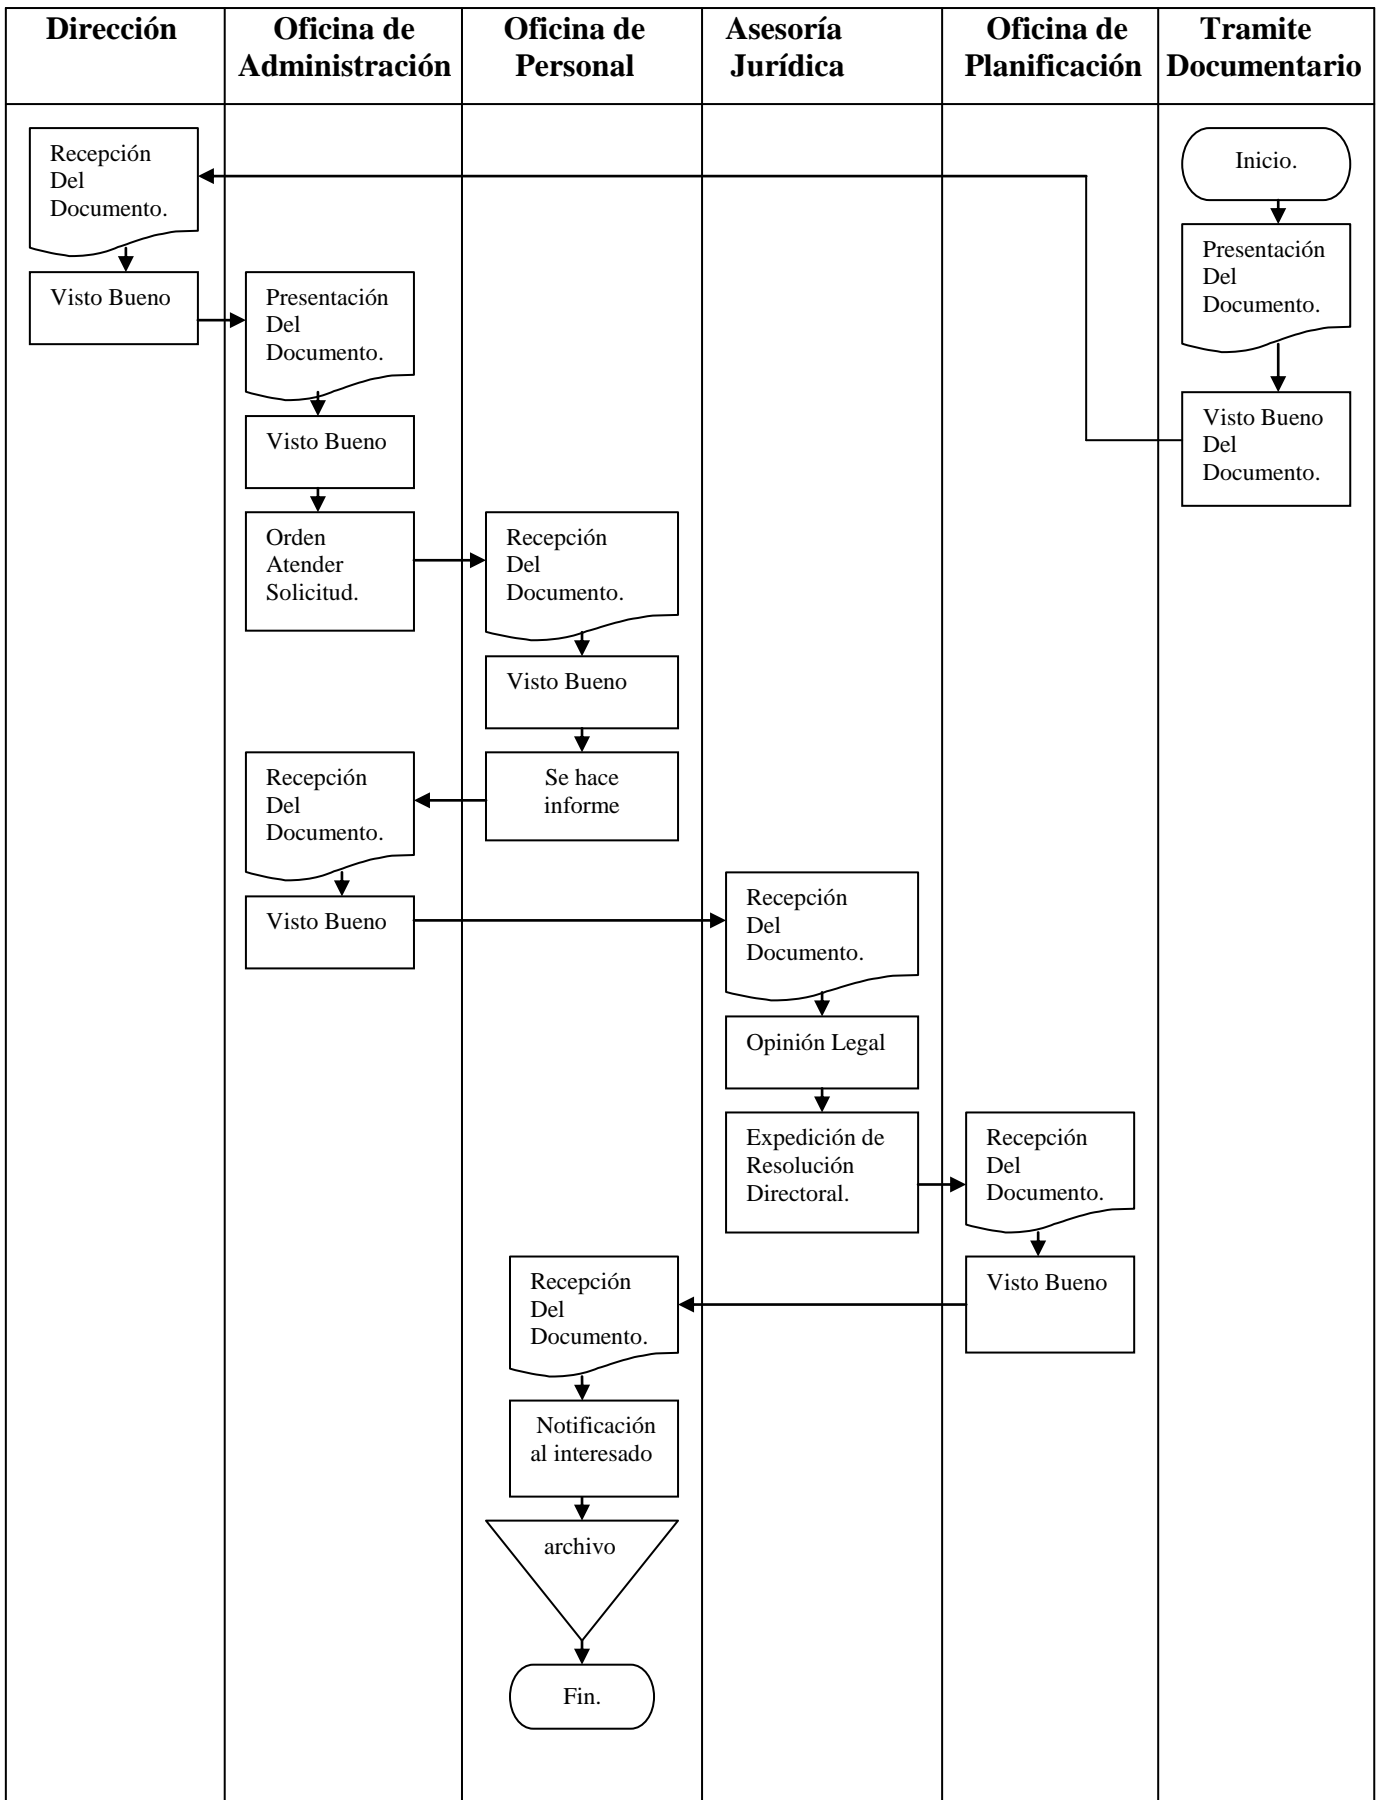 Dirección
Oficina de
Administración
Oficina de
Personal
Asesoría
Jurídica
Oficina de
Planificación
Tramite
Documentario
Inicio.
Presentación
Del
Documento.
Visto Bueno
Del
Documento.
Recepción
Del
Documento.
Visto Bueno
Presentación
Del
Documento.
Visto Bueno
Orden
Atender
Solicitud.
Recepción
Del
Documento.
Visto Bueno
Se hace
informe
Recepción
Del
Documento.
Visto Bueno
Recepción
Del
Documento.
Opinión Legal
Expedición de
Resolución
Directoral.
Recepción
Del
Documento.
Visto Bueno
Recepción
Del
Documento.
Notificación
al interesado
archivo
Fin.